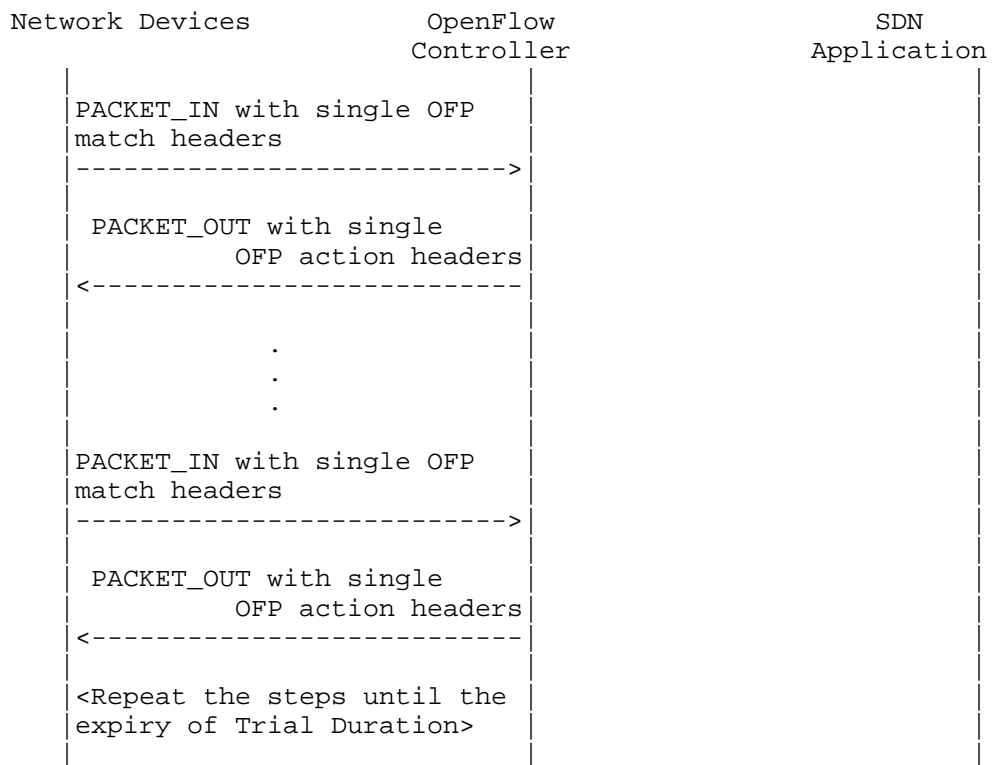 Network Devices OpenFlow SDN
Controller Application
PACKET_IN with single OFP
match headers
--------------------------->
PACKET_OUT with single
OFP action headers
<---------------------------
.
.
.
PACKET_IN with single OFP
match headers
--------------------------->
PACKET_OUT with single
OFP action headers
<---------------------------
<Repeat the steps until the
expiry of Trial Duration>